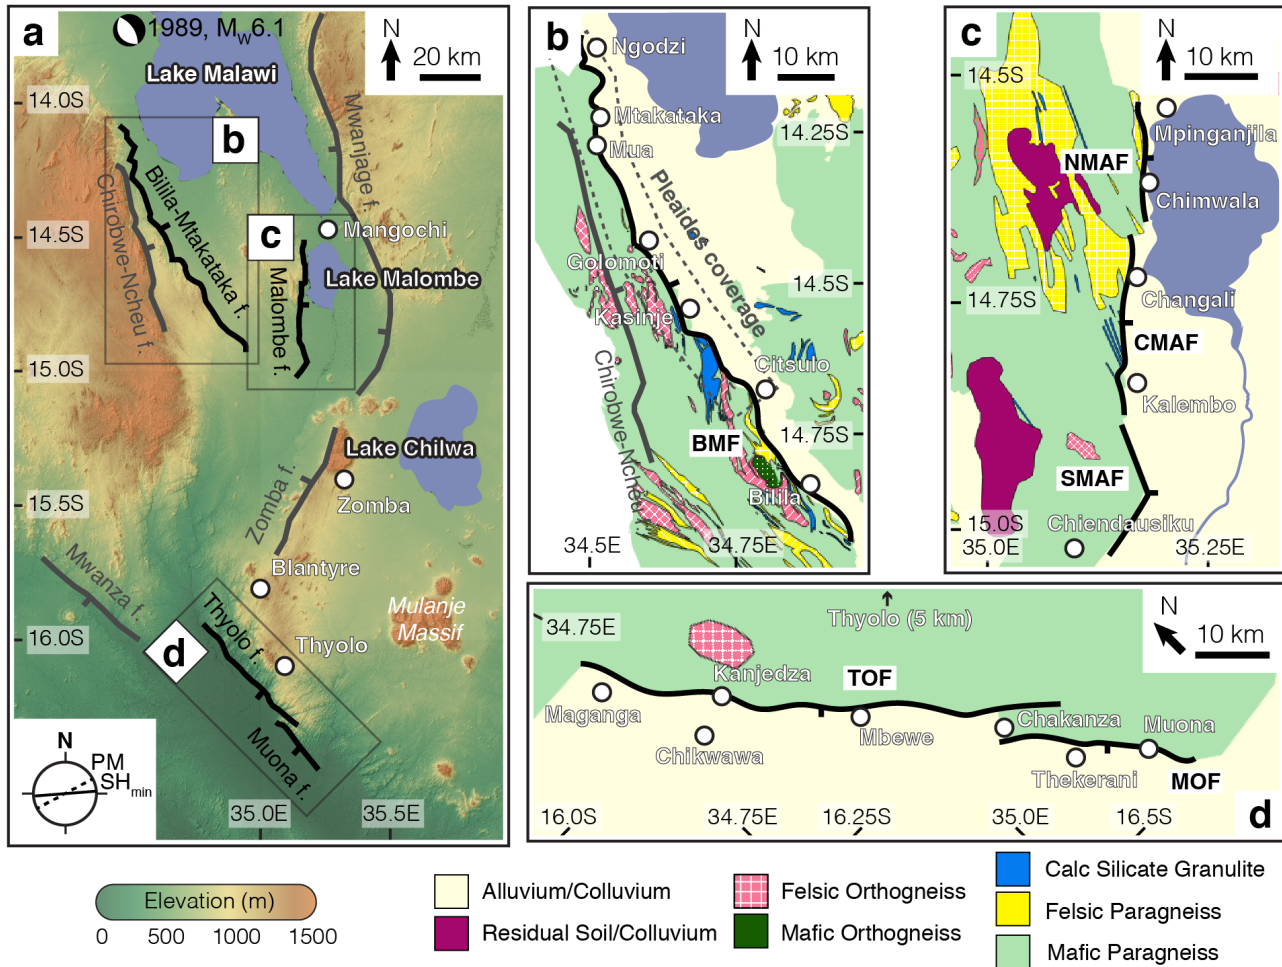 a
1989, Mw6.1
N
20 km
Lake Malawi
14.0S
Mwanjage f.
b
Bilila-Mtakataka f.
Chirobwe-Ncheu f.
c
Mangochi
14.5S
Lake Malombe
Malombe f.
15.0S
Lake Chilwa
Zomba f.
Zomba
15.5S
Mwanza f.
Blantyre
Thyolo f.
Mulanje
Massif
16.0S
d
Thyolo
Muona f.
N
PM
SHmin
35.0E
35.5E
b
Ngodzi
N
10 km
Mtakataka
14.25S
Mua
Pleaidos coverage
Golomoti
14.5S
Kasinje
Chirobwe-Ncheu f.
Citsulo
BMF
14.75S
Bilila
34.5E
34.75E
c
N
10 km
14.5S
Mpinganjila
NMAF
Chimwala
14.75S
Changali
CMAF
Kalembo
SMAF
15.0S
Chiendausiku
35.0E
35.25E
34.75E
Thyolo (5 km)
N
10 km
Kanjedza
TOF
Maganga
Chakanza
Muona
Chikwawa
Mbewe
Thekerani
MOF
16.0S
34.75E
16.25S
35.0E
16.5S
d
Elevation (m)
0
500
1000
1500
Alluvium/Colluvium
Residual Soil/Colluvium
Felsic Orthogneiss
Mafic Orthogneiss
Calc Silicate Granulite
Felsic Paragneiss
Mafic Paragneiss